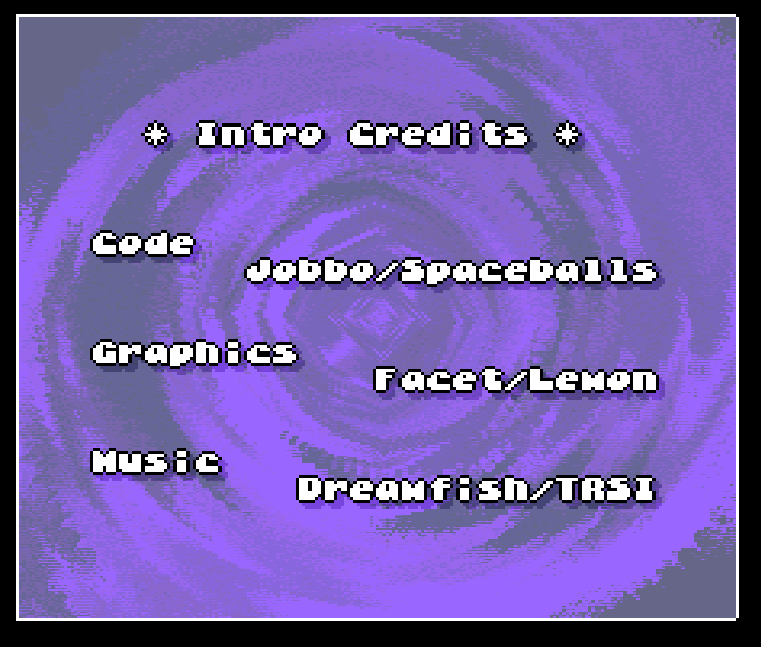 * Intro Credits *
Code
Jobbo/Spaceballs
Graphics
Facet/Lemon
Music
Dreamfish/TRSI